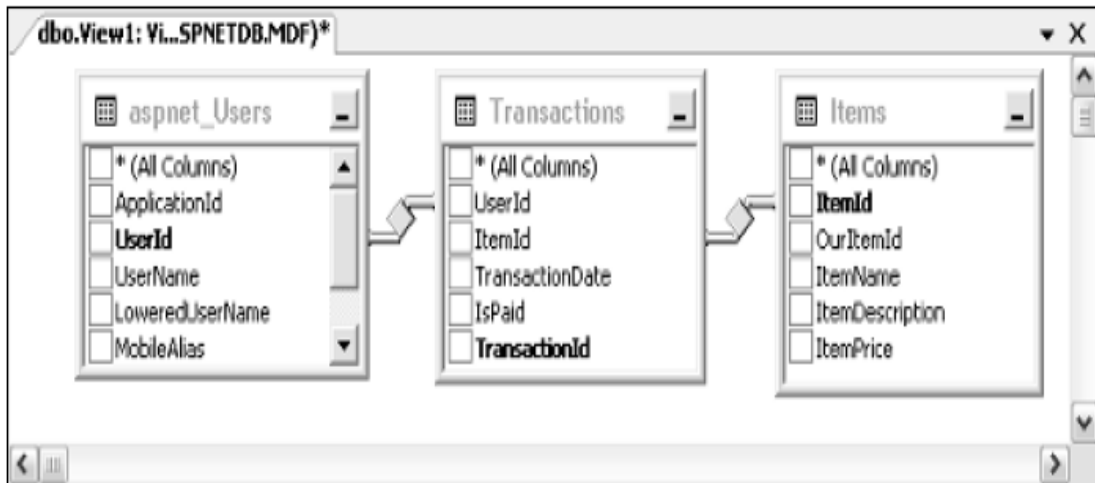 dbo.View1: Vi...SPNETDB.MDF)*
aspnet_Users
* (All Columns)
ApplicationId
UserId
UserName
LoweredUserName
MobileAlias
Transactions
* (All Columns)
UserId
ItemId
TransactionDate
IsPaid
TransactionId
Items
* (All Columns)
ItemId
OurItemId
ItemName
ItemDescription
ItemPrice